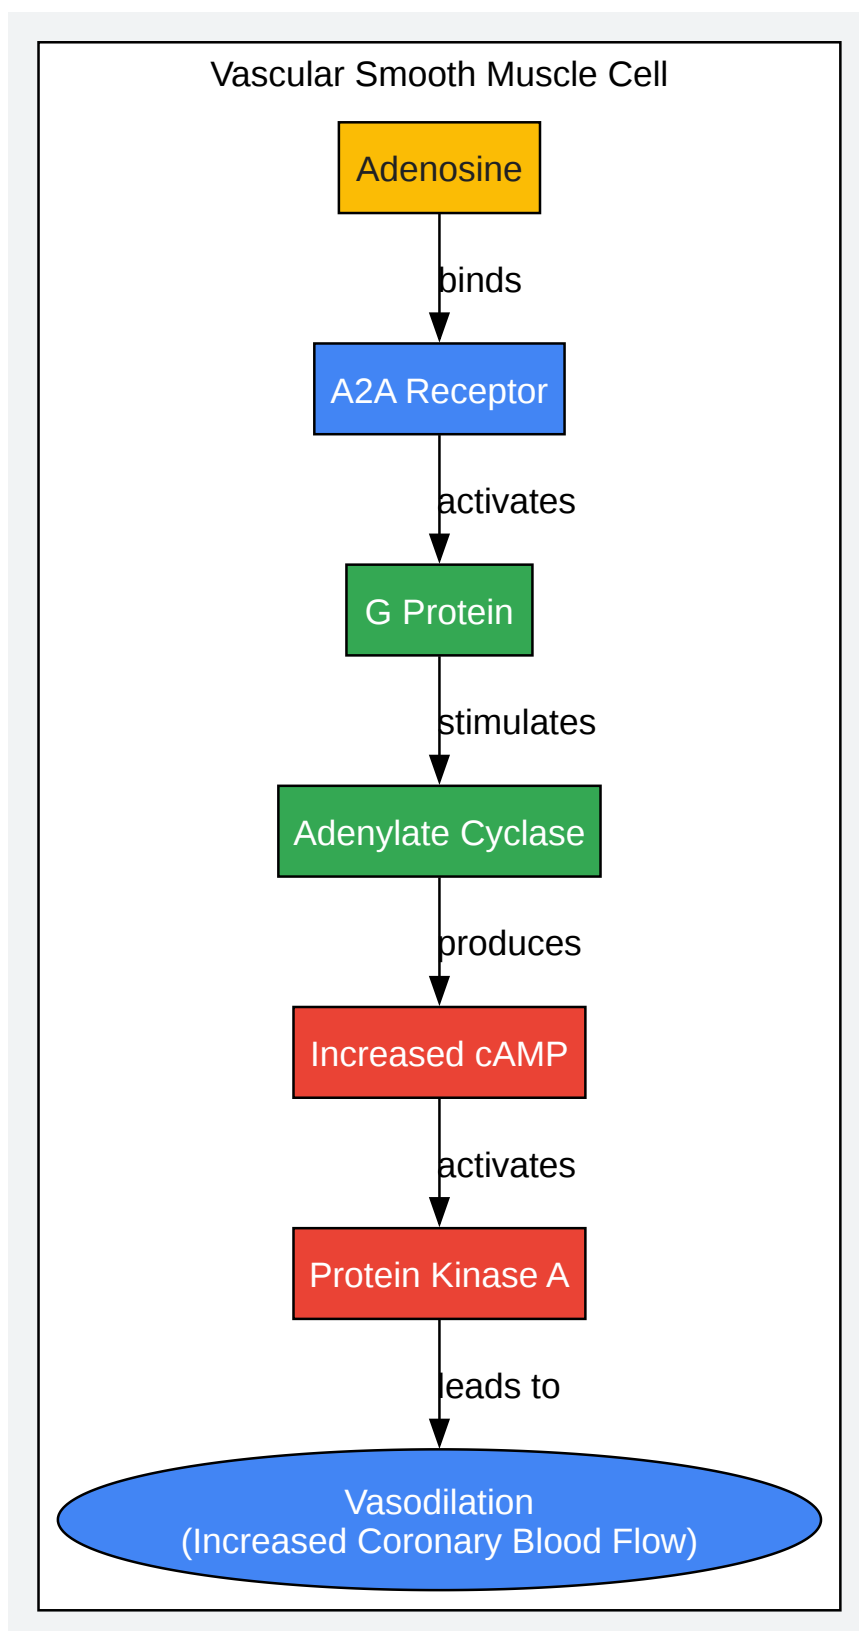 Vascular Smooth Muscle Cell
Adenosine
binds
A2A Receptor
activates
G Protein
stimulates
Adenylate Cyclase
produces
Increased cAMP
activates
Protein Kinase A
leads to
Vasodilation
(Increased Coronary Blood Flow)